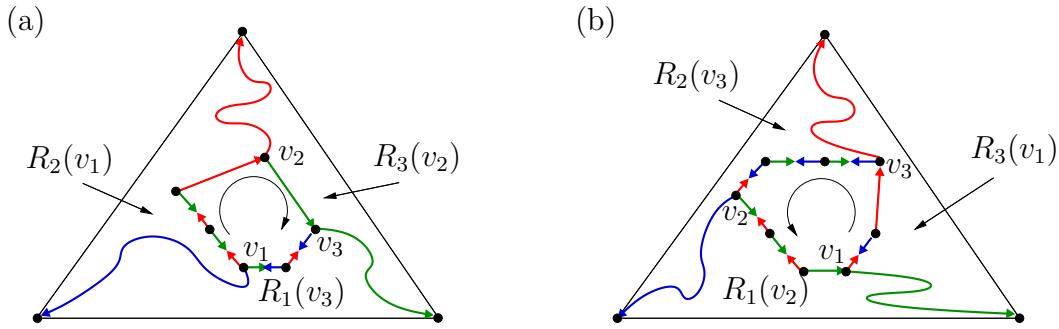 (a)
v₂
R₂(v₁)
R₃(v₂)
v₁
v₃
R₁(v₃)
(b)
R₂(v₃)
v₃
R₃(v₁)
v₂
v₁
R₁(v₂)